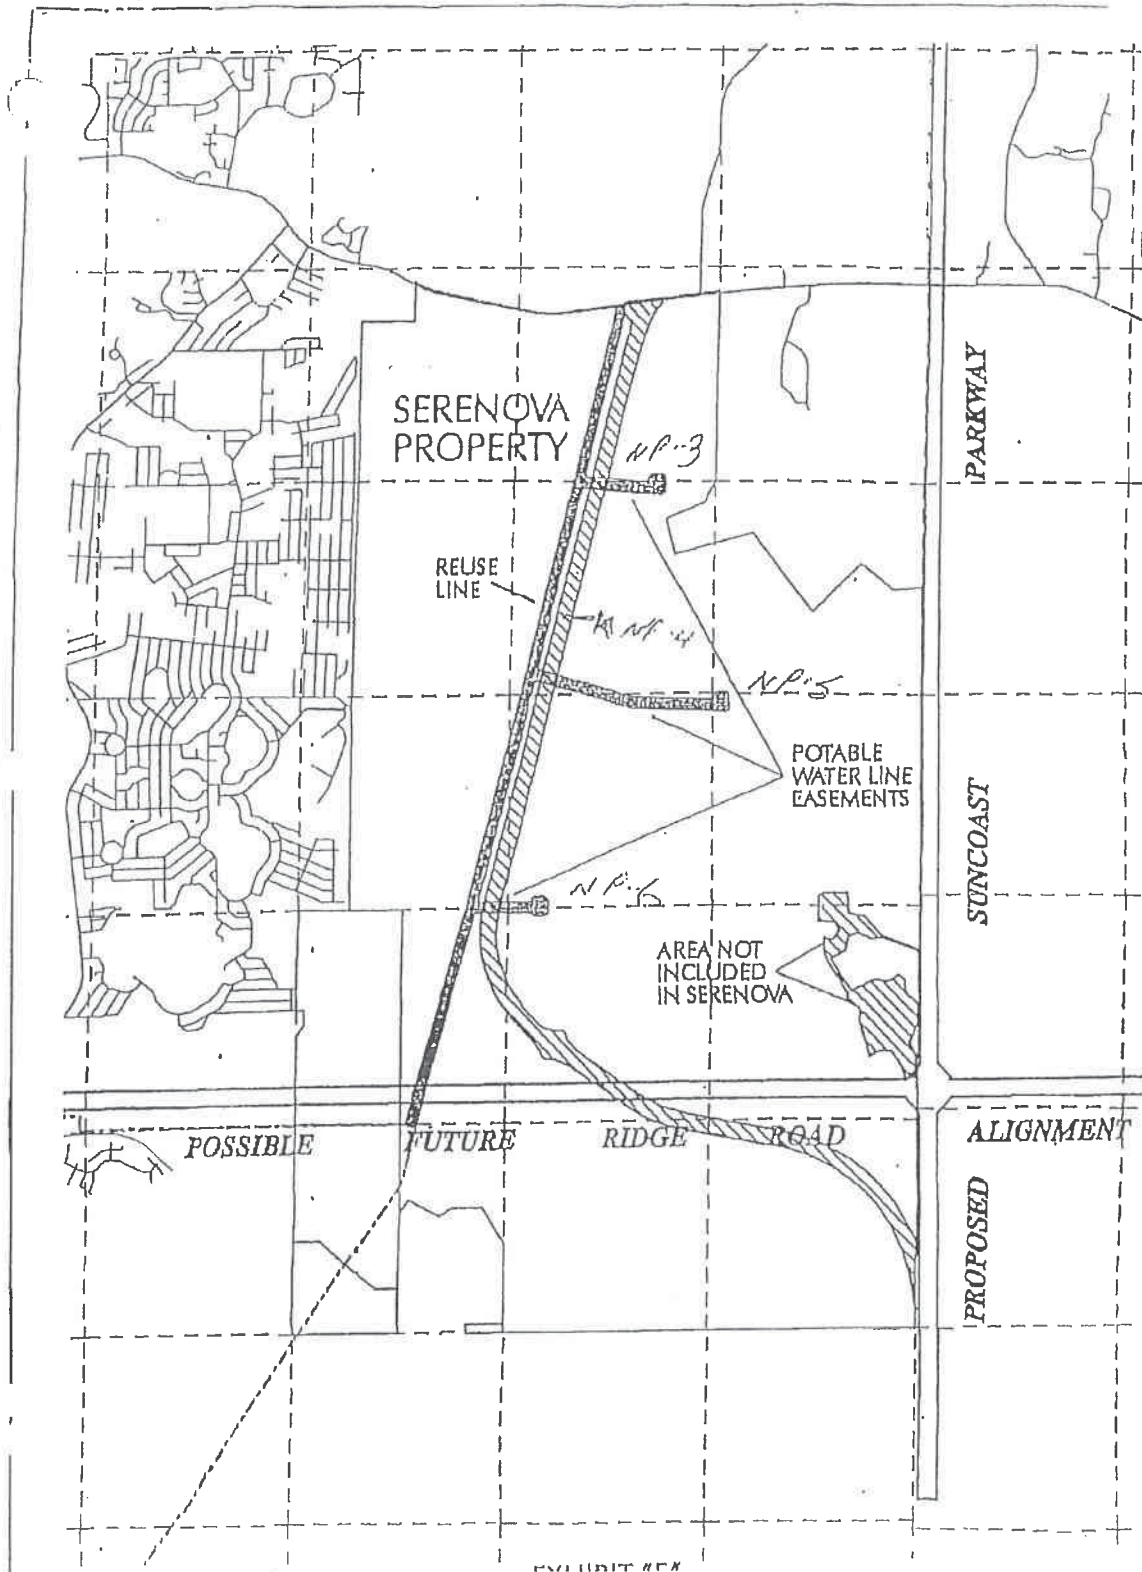 SERENOVA
PROPERTY
NP-3
PARKWAY
REUSE
LINE
NP-4
NP-5
POTABLE
WATER LINE
EASEMENTS
SUNCOAST
NP-6
AREA NOT
INCLUDED
IN SERENOVA
POSSIBLE FUTURE RIDGE ROAD ALIGNMENT
PROPOSED